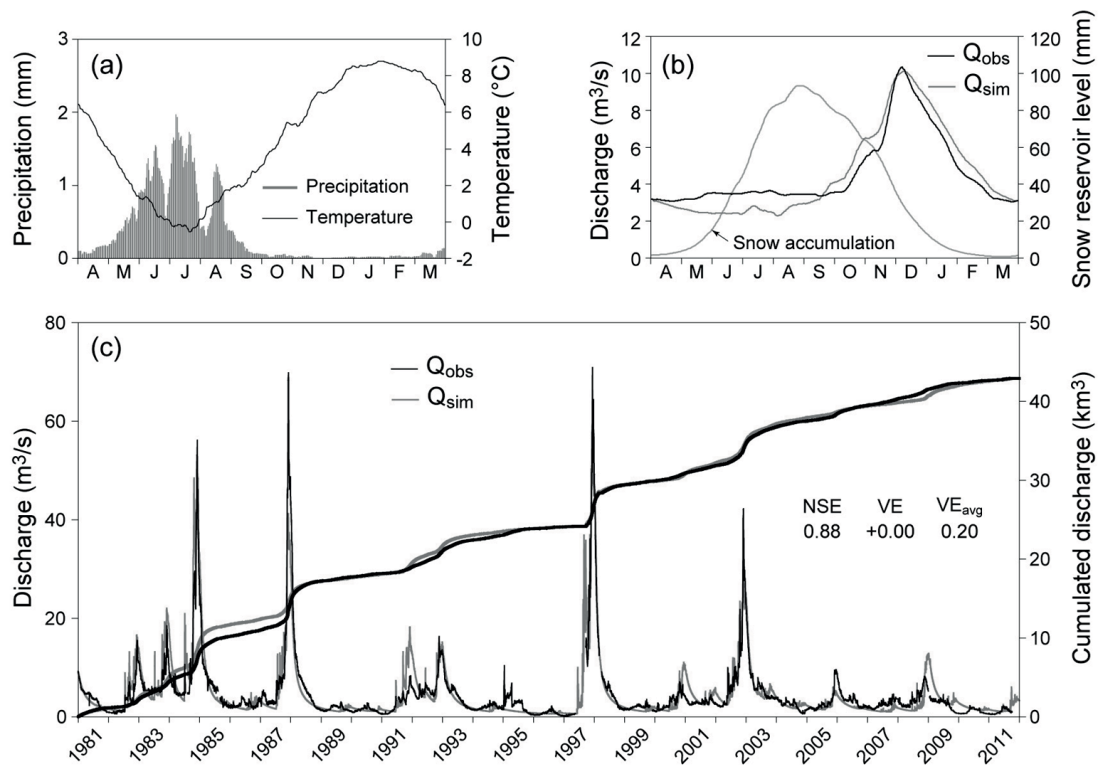 (a)
Precipitation (mm)
3
2
1
0
Precipitation
Temperature
A M J J A S O N D J F M
10
8
6
4
2
0
-2
Temperature (°C)
(b)
Discharge (m³/s)
12
10
8
6
4
2
0
Qobs
Qsim
Snow accumulation
A M J J A S O N D J F M
120
100
80
60
40
20
0
Snow reservoir level (mm)
(c)
Discharge (m³/s)
80
60
40
20
0
Qobs
Qsim
NSE VE VEavg
0.88 +0.00 0.20
50
40
30
20
10
0
Cumulated discharge (km³)
1981 1983 1985 1987 1989 1991 1993 1995 1997 1999 2001 2003 2005 2007 2009 2011